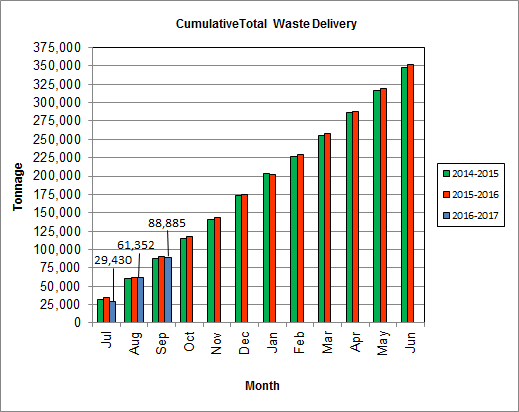 CumulativeTotal Waste Delivery
375,000
350,000
325,000
300,000
275,000
250,000
225,000
200,000
175,000
150,000
125,000
100,000
75,000
50,000
25,000
0
Tonnage
29,430
61,352
88,885
Jul
Aug
Sep
Oct
Nov
Dec
Jan
Feb
Mar
Apr
May
Jun
Month
2014-2015
2015-2016
2016-2017